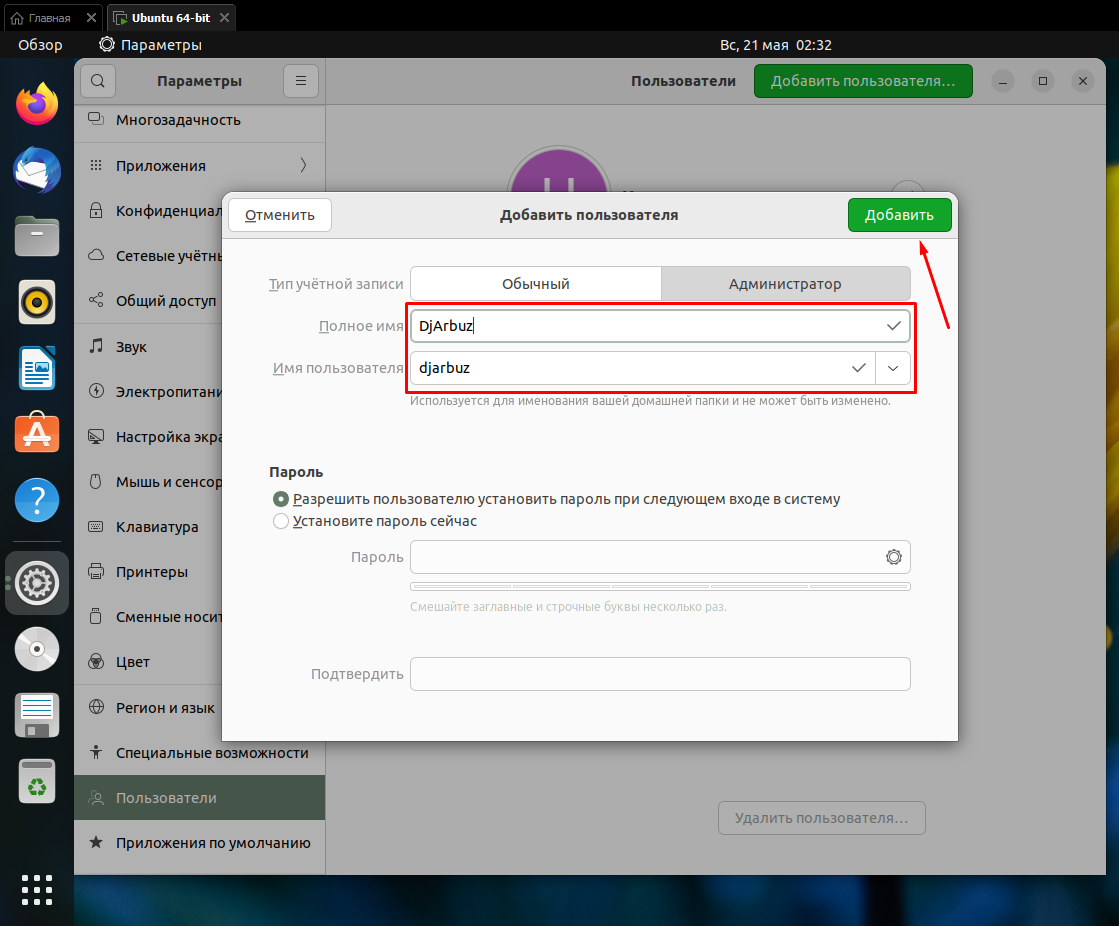 Главная
Ubuntu 64-bit
Обзор
Параметры
Вс, 21 мая 02:32
Параметры
Пользователи
Добавить пользователя…
Многозадачность
Приложения
Конфиденциал
Сетевые учётнь
Общий доступ
Звук
Электропитани
Настройка экра
Мышь и сенсор
Клавиатура
Принтеры
Сменные носит
Цвет
Регион и язык
Специальные возможности
Пользователи
Приложения по умолчанию
Отменить
Добавить пользователя
Добавить
Тип учётной записи
Обычный
Администратор
Полное имя
DjArbuz
Имя пользователя
djarbuz
Используется для именования вашей домашней папки и не может быть изменено.
Пароль
Разрешить пользователю установить пароль при следующем входе в систему
Установите пароль сейчас
Пароль
Смешайте заглавные и строчные буквы несколько раз.
Подтвердить
Удалить пользователя…